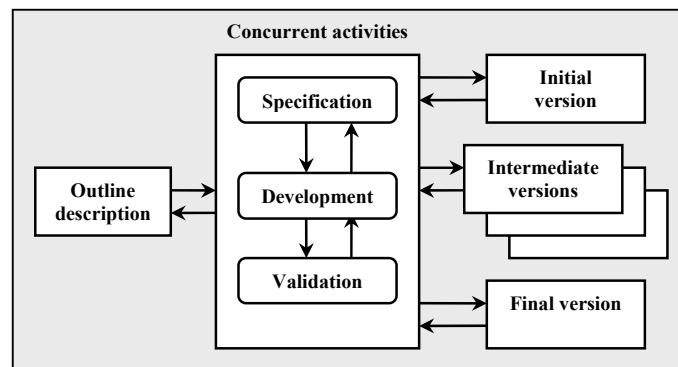 Concurrent activities
Specification
Development
Validation
Outline
description
Initial
version
Intermediate
versions
Final version